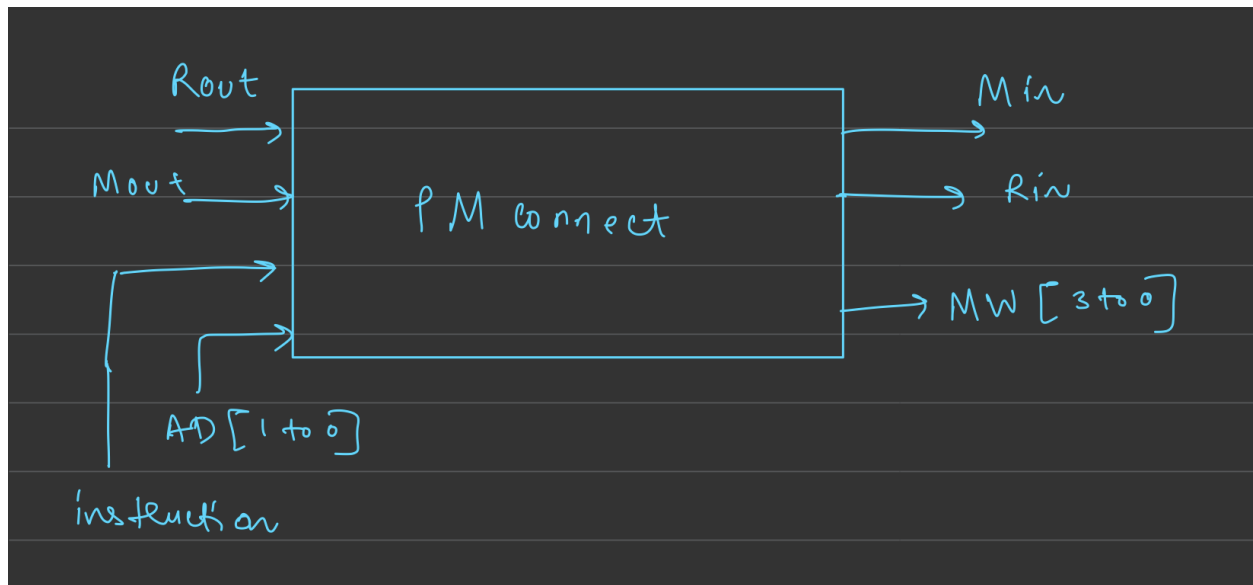 Rout
Min
Mout
PM connect
Rin
MW [3 to 0]
AD [1 to 0]
instruction